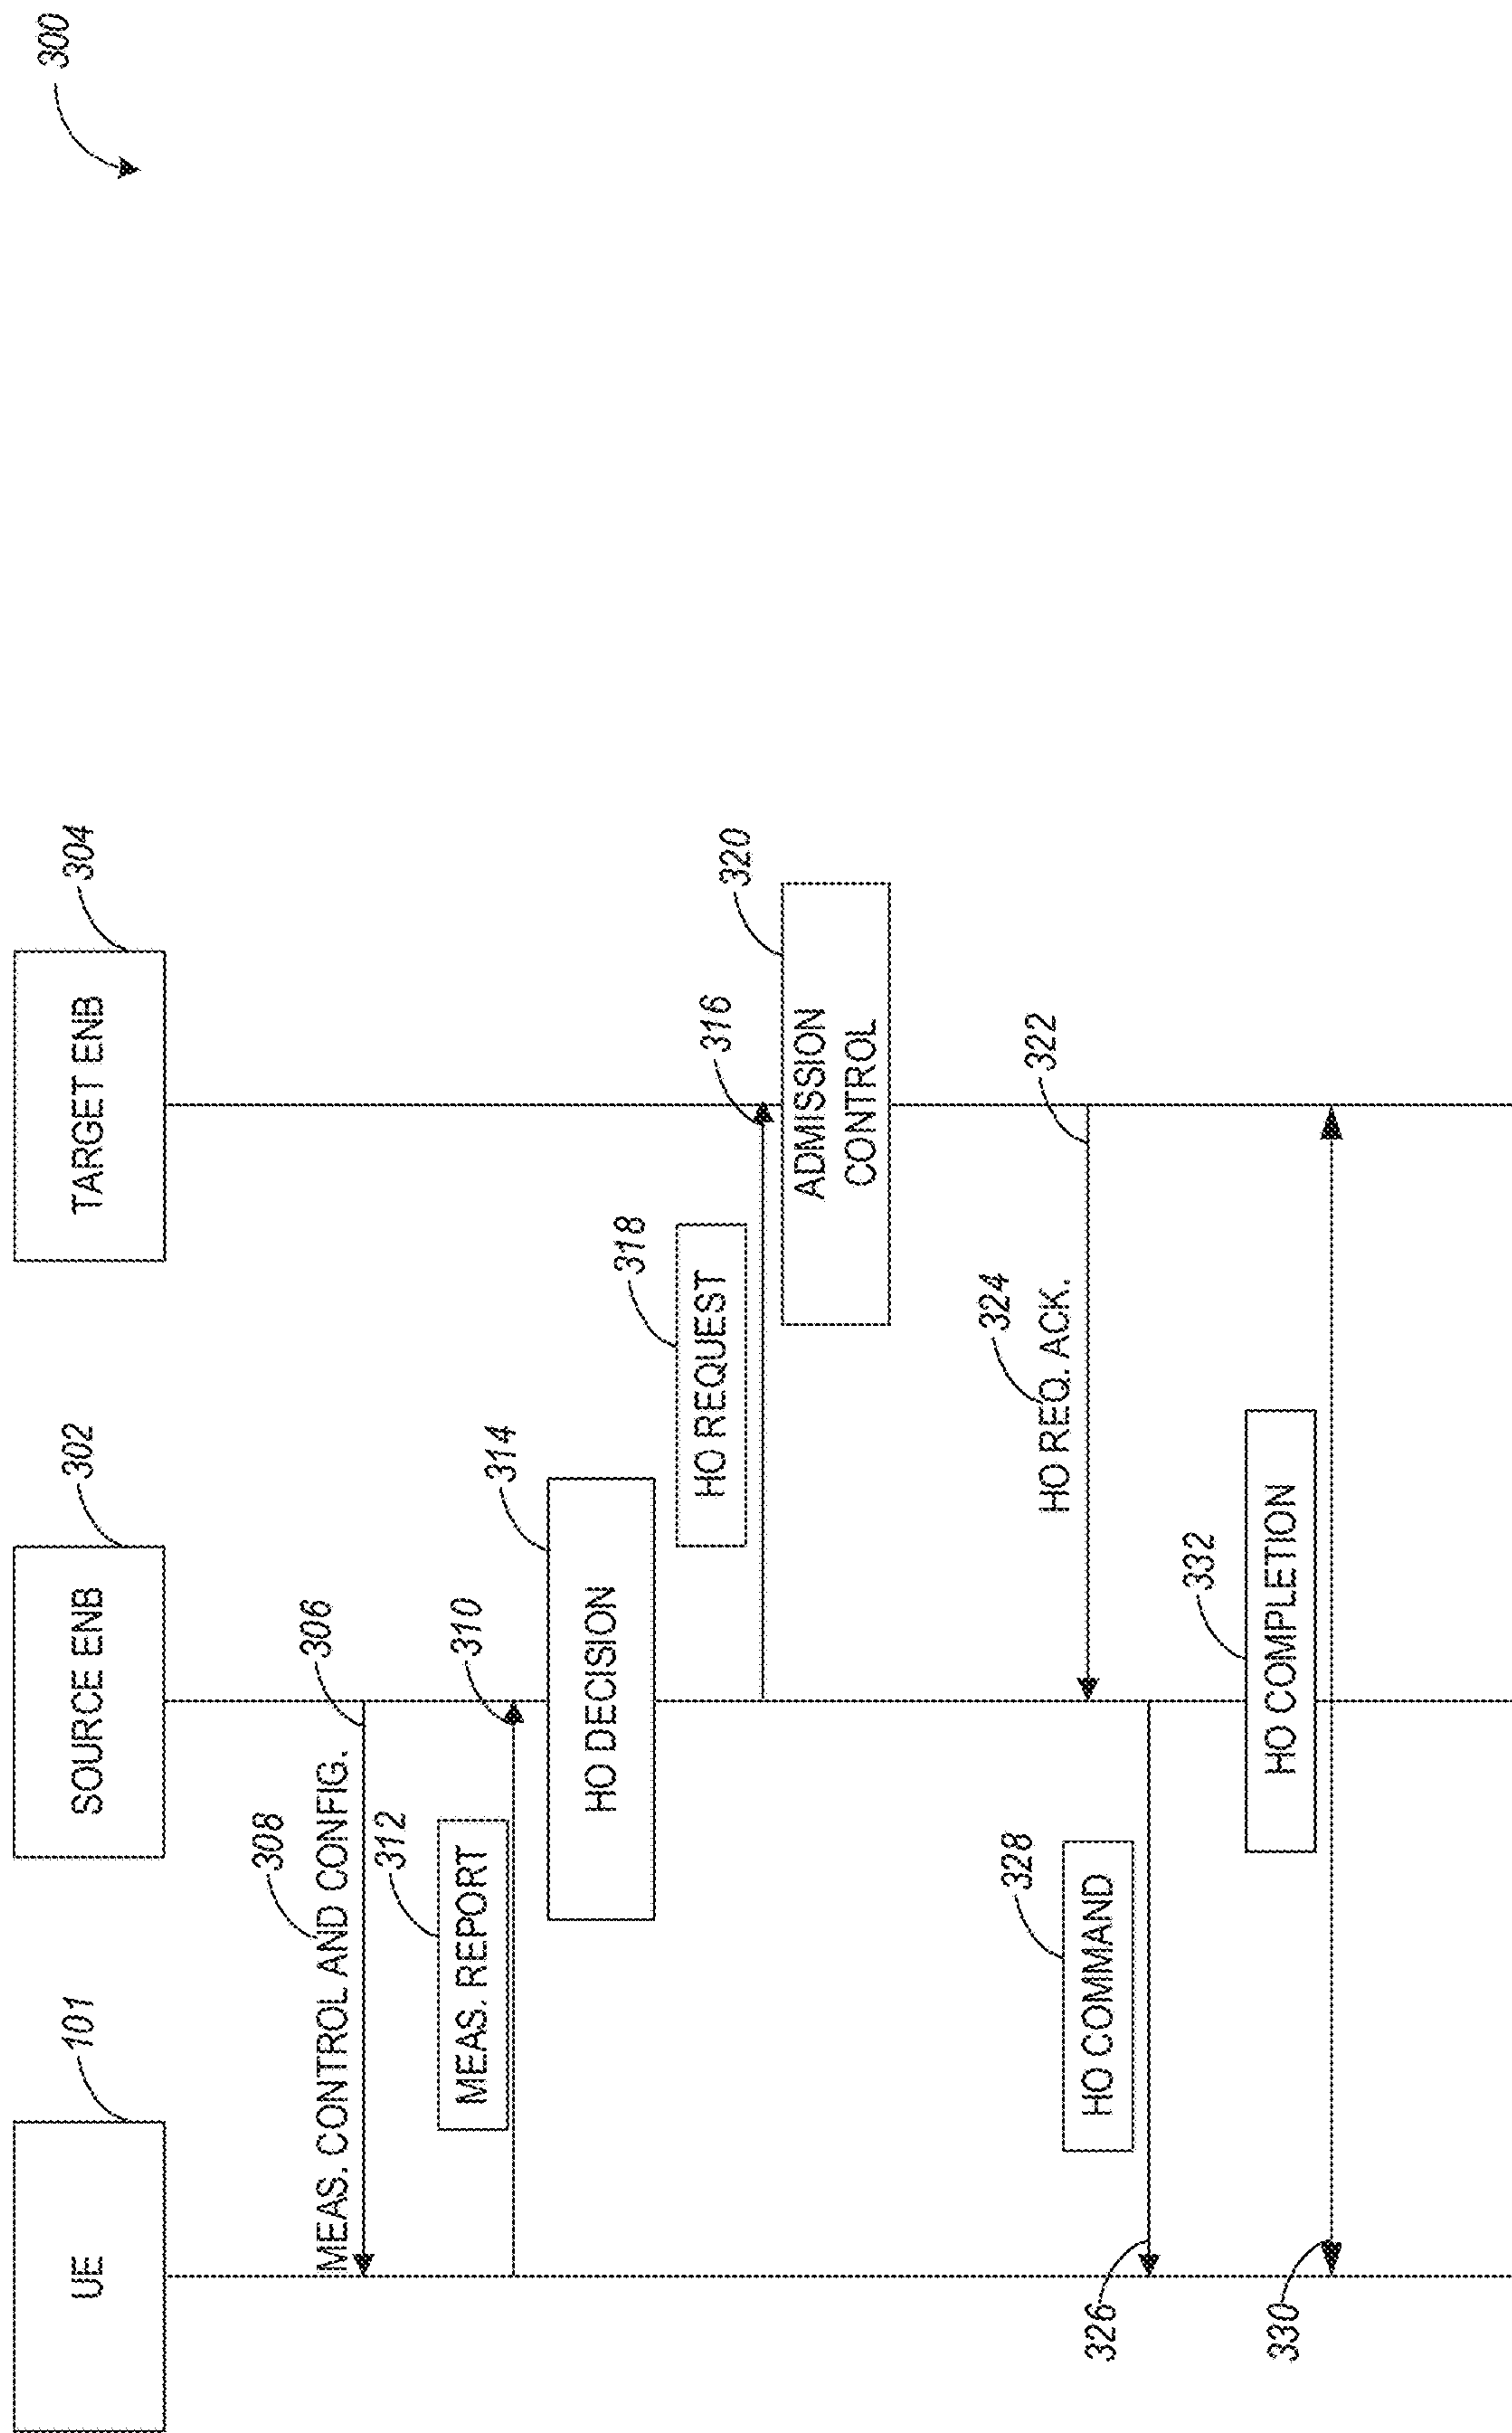 300
UE
101
SOURCE ENB
302
TARGET ENB
304
306
308
MEAS. CONTROL AND CONFIG.
310
312
MEAS. REPORT
314
HO DECISION
316
318
HO REQUEST
320
ADMISSION
CONTROL
322
324
HO REQ. ACK.
326
328
HO COMMAND
330
332
HO COMPLETION